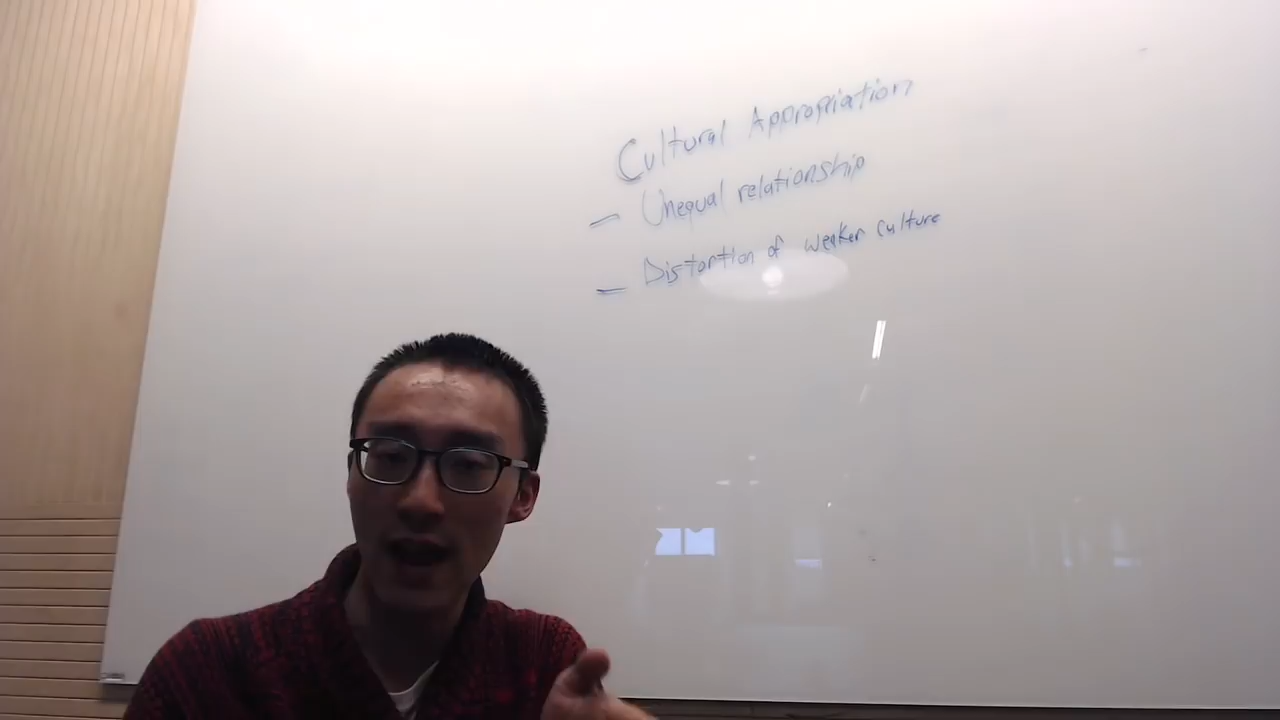 Cultural Appropriation
- Unequal relationship
- Distortion of weaker culture